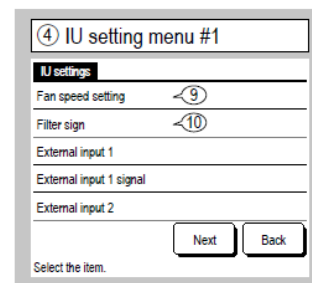 ④ IU setting menu #1
IU settings
Fan speed setting ⑨
Filter sign ⑩
External input 1
External input 1 signal
External input 2
Next Back
Select the item.